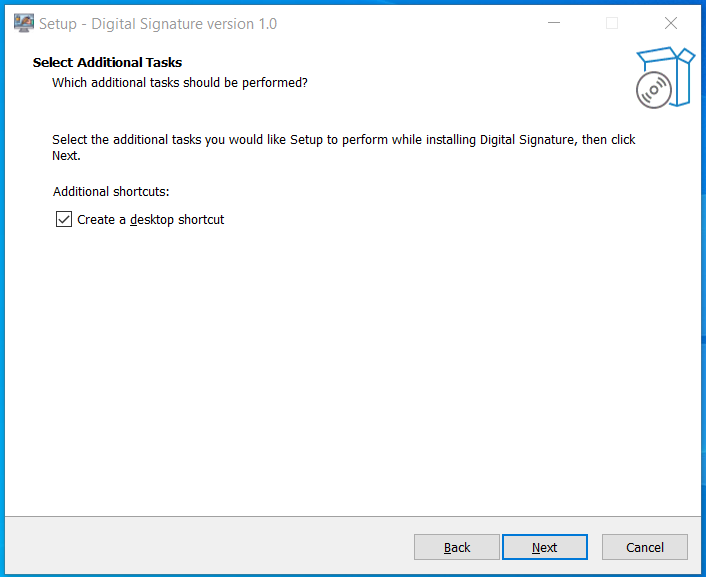 Setup - Digital Signature version 1.0
Select Additional Tasks
Which additional tasks should be performed?
Select the additional tasks you would like Setup to perform while installing Digital Signature, then click
Next.
Additional shortcuts:
Create a desktop shortcut
Back
Next
Cancel